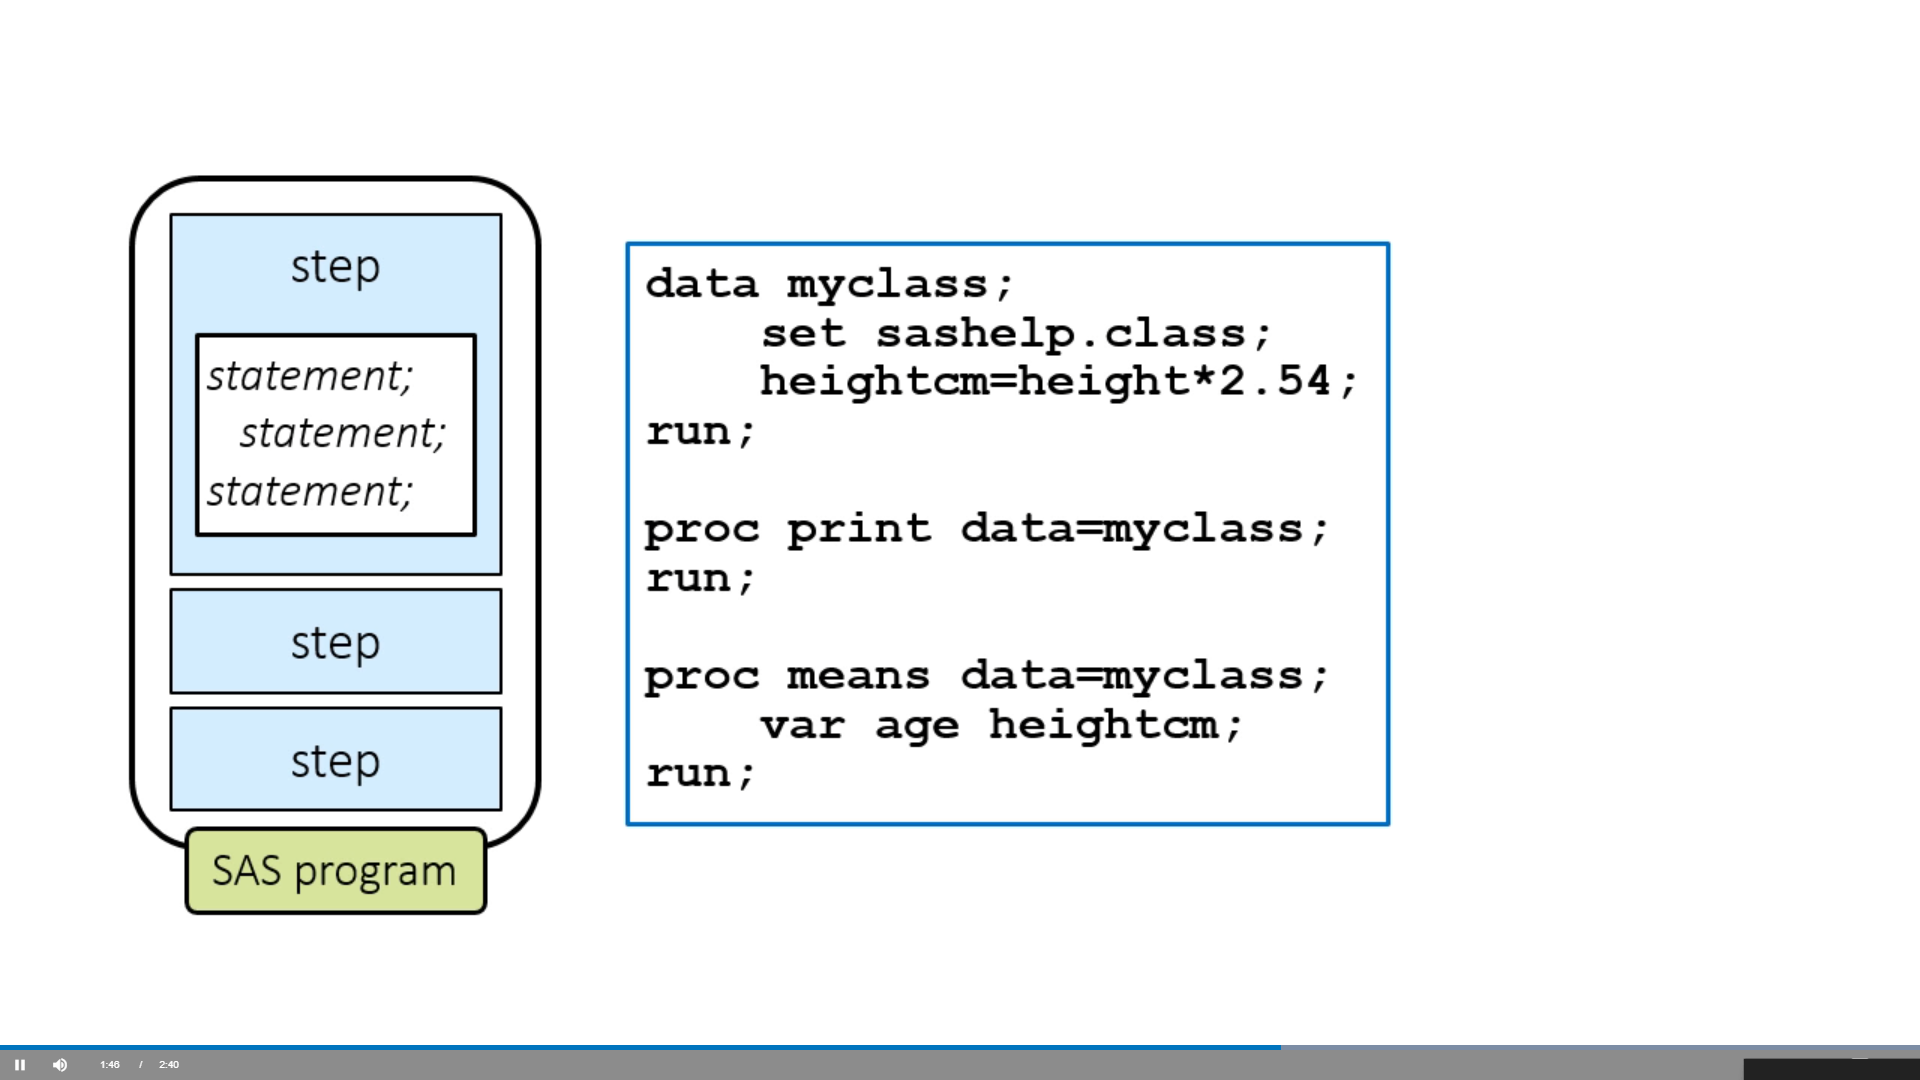 step
statement;
statement;
statement;
step
step
SAS program
data myclass;
set sashelp.class;
heightcm=height*2.54;
run;
proc print data=myclass;
run;
proc means data=myclass;
var age heightcm;
run;
1:46 / 2:40